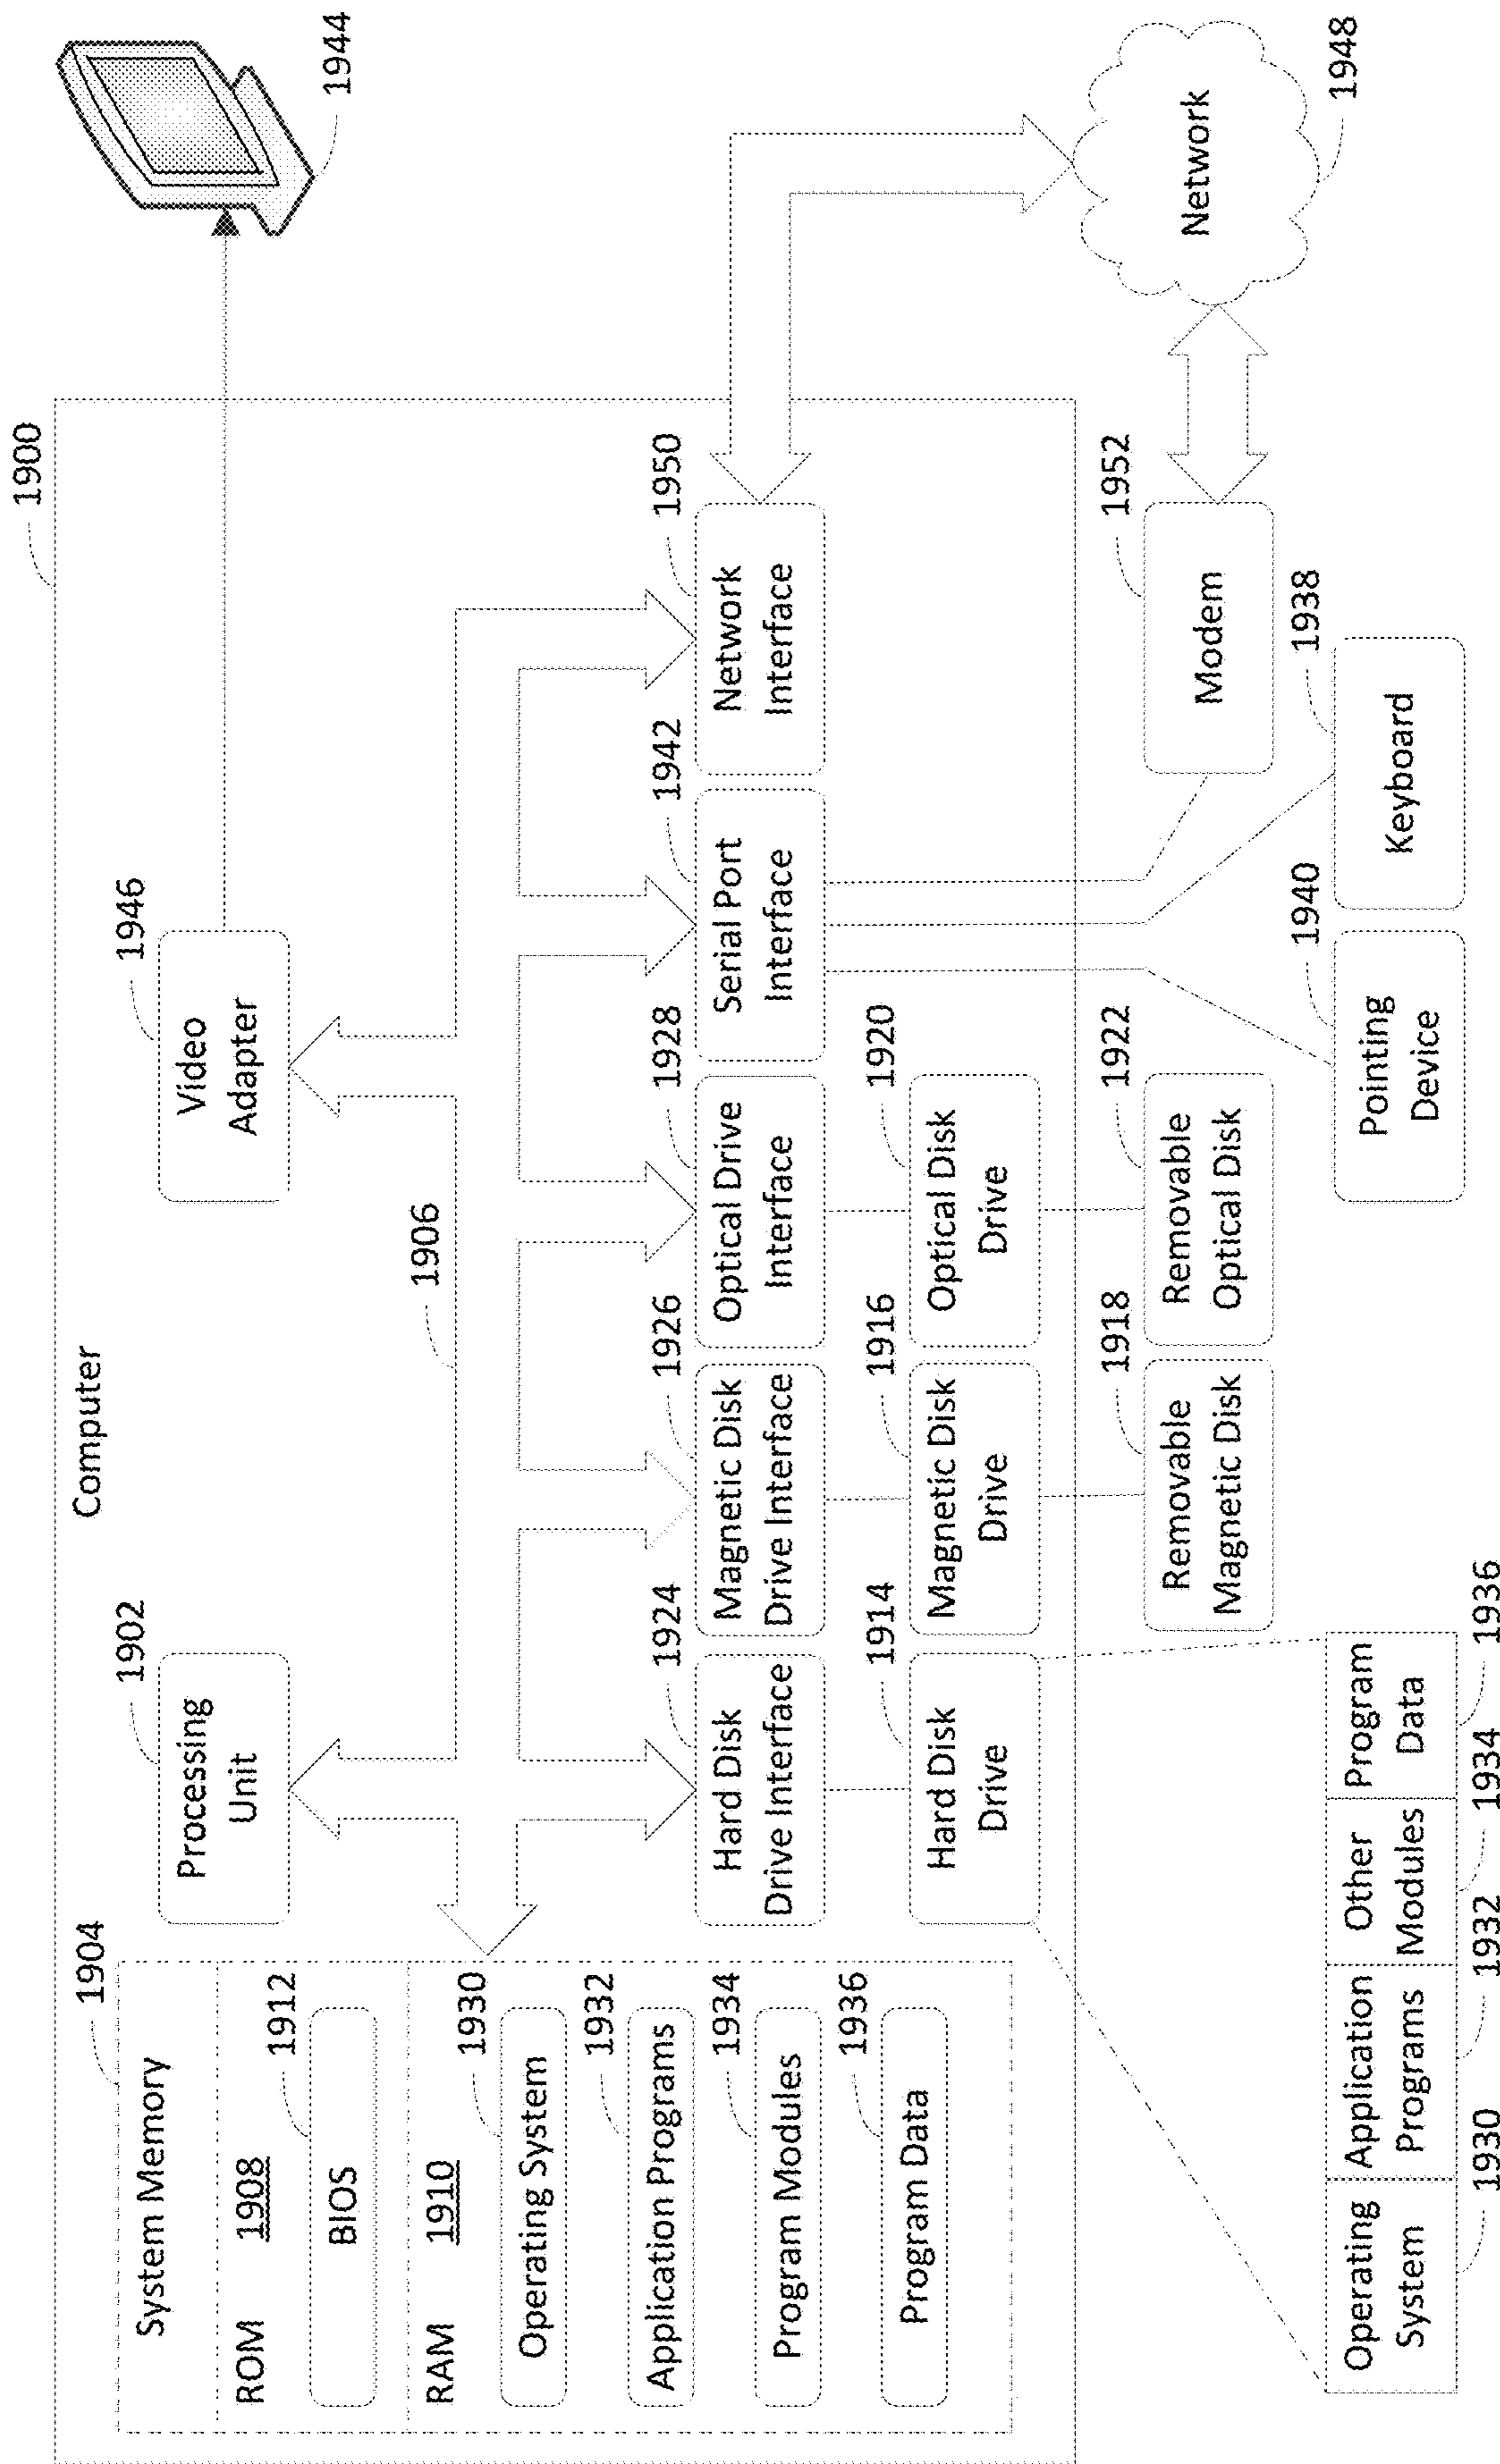 1900
Computer
1904
System Memory
ROM 1908
1912
BIOS
RAM 1910
1930
Operating System
1932
Application Programs
1934
Program Modules
1936
Program Data
1902
Processing
Unit
1946
Video
Adapter
1944
1906
1924
Hard Disk
Drive Interface
1926
Magnetic Disk
Drive Interface
1928
Optical Drive
Interface
1942
Serial Port
Interface
1950
Network
Interface
1914
Hard Disk
Drive
1916
Magnetic Disk
Drive
1920
Optical Disk
Drive
1918
Removable
Magnetic Disk
1922
Removable
Optical Disk
1952
Modem
Network
1948
1940
Pointing
Device
1938
Keyboard
Operating
System
Application
Programs
Other
Modules
Program
Data
1930
1932
1934
1936